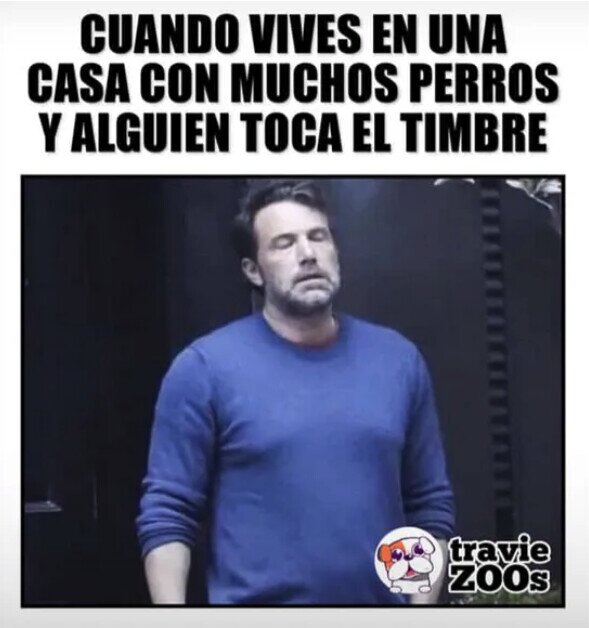 CUANDO VIVES EN UNA
CASA CON MUCHOS PERROS
Y ALGUIEN TOCA EL TIMBRE
travie
ZOOs